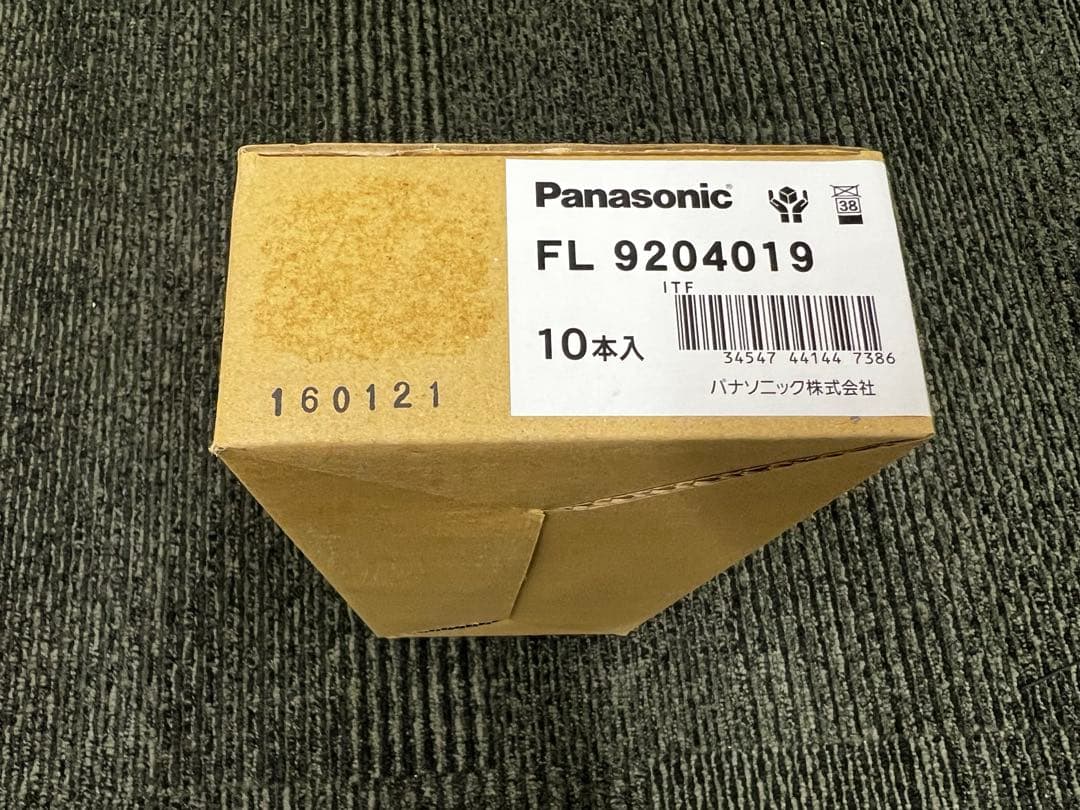 Panasonic®
38
FL 9204019
ITF
34547 44144 7386
10本入
パナソニック株式会社
160121